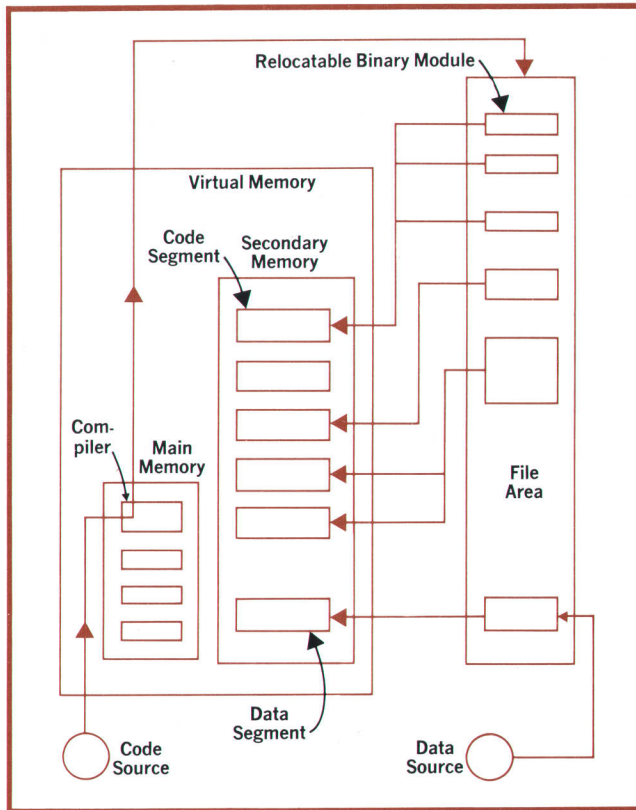 Relocatable Binary Module
Virtual Memory
Code
Segment
Secondary
Memory
Com-
piler
Main
Memory
File
Area
Data
Segment
Code
Source
Data
Source